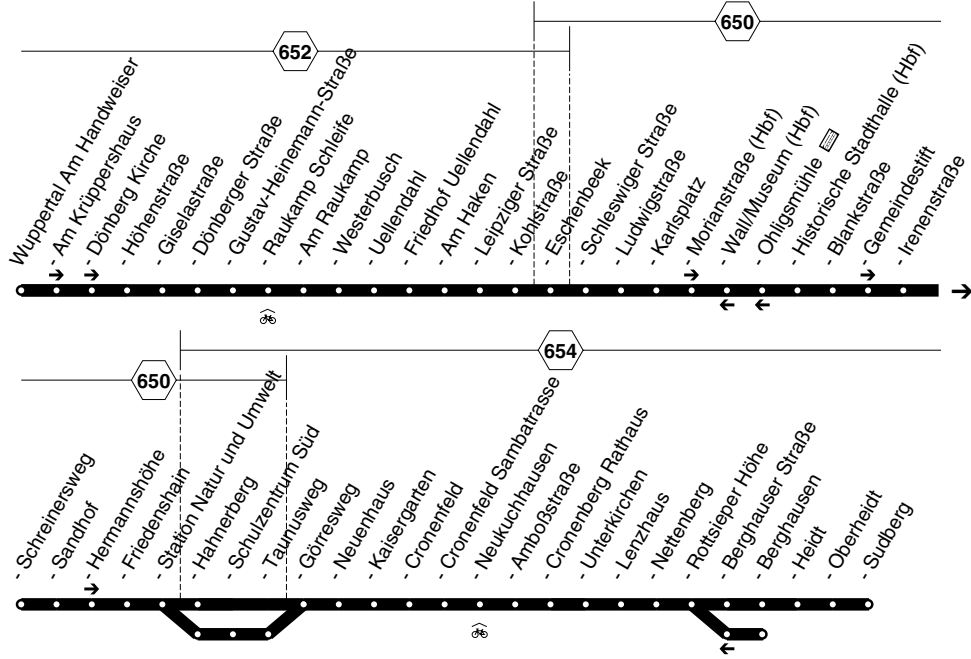 650
652
Wuppertal Am Handweiser
- Am Krüppershaus
- Dönberg Kirche
- Höhenstraße
- Giselastraße
- Dönberger Straße
- Gustav-Heinemann-Straße
- Raukamp Schleife
- Am Raukamp
- Westerbusch
- Uellendahl
- Friedhof Uellendahl
- Am Haken
- Leipziger Straße
- Kohlstraße
- Eschenbeek
- Schleswiger Straße
- Ludwigstraße
- Karlsplatz
- Morianstraße (Hbf)
- Wall/Museum (Hbf)
- Ohligsmühle
- Historische Stadthalle (Hbf)
- Blankstraße
- Gemeindestift
- Irenenstraße
654
650
- Schreinersweg
- Sandhof
- Hermannshöhe
- Friedenshain
- Station Natur und Umwelt
- Hahnerberg
- Schulzentrum Süd
- Taunusweg
- Görresweg
- Neuenhaus
- Kaisergarten
- Cronenfeld
- Cronenfeld Sambatrasse
- Neukuchhausen
- Amboßstraße
- Cronenberg Rathaus
- Unterkirchen
- Lenzhaus
- Nettenberg
- Rottsieper Höhe
- Berghauser Straße
- Berghausen
- Heidt
- Oberheidt
- Sudberg